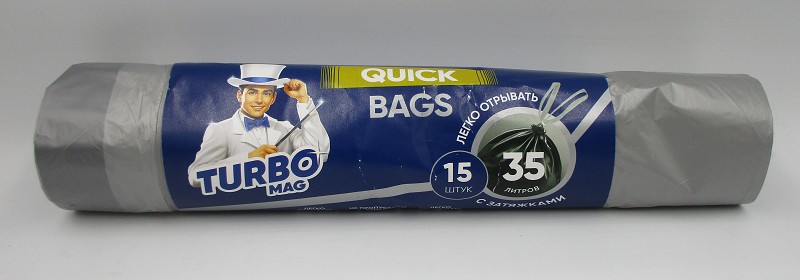 QUICK
BAGS
TURBO
MAG
ЛЕГКО ОТРЫВАТЬ
15
ШТУК
35
ЛИТРОВ
С ЗАТЯЖКАМИ